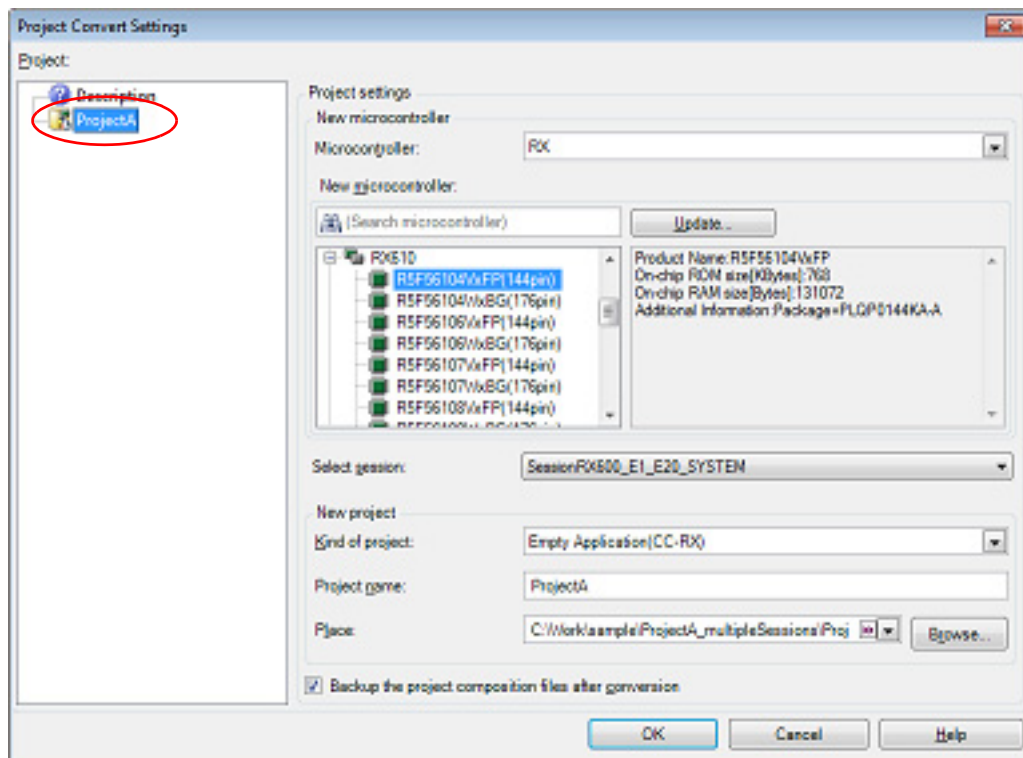 Project Convert Settings
Project:
Description
ProjectA
Project settings
New microcontroller
Microcontroller:
RX
New microcontroller:
(Search microcontroller)
Update...
RX610
R5F56104VxFP(144pin)
R5F56104WxBG(176pin)
R5F56106VxFP(144pin)
R5F56106WxBG(176pin)
R5F56107VxFP(144pin)
R5F56107WxBG(176pin)
R5F56108VxFP(144pin)
Product Name:R5F56104VxFP
On-chip ROM size[KBytes]:768
On-chip RAM size[Bytes]:131072
Additional Information:Package=PLQP0144KA-A
Select session:
SessionRX600_E1_E20_SYSTEM
New project
Kind of project:
Empty Application(CC-RX)
Project name:
ProjectA
Place:
C:\Work\sample\ProjectA_multipleSessions\Proj
Browse...
Backup the project composition files after conversion
OK
Cancel
Help